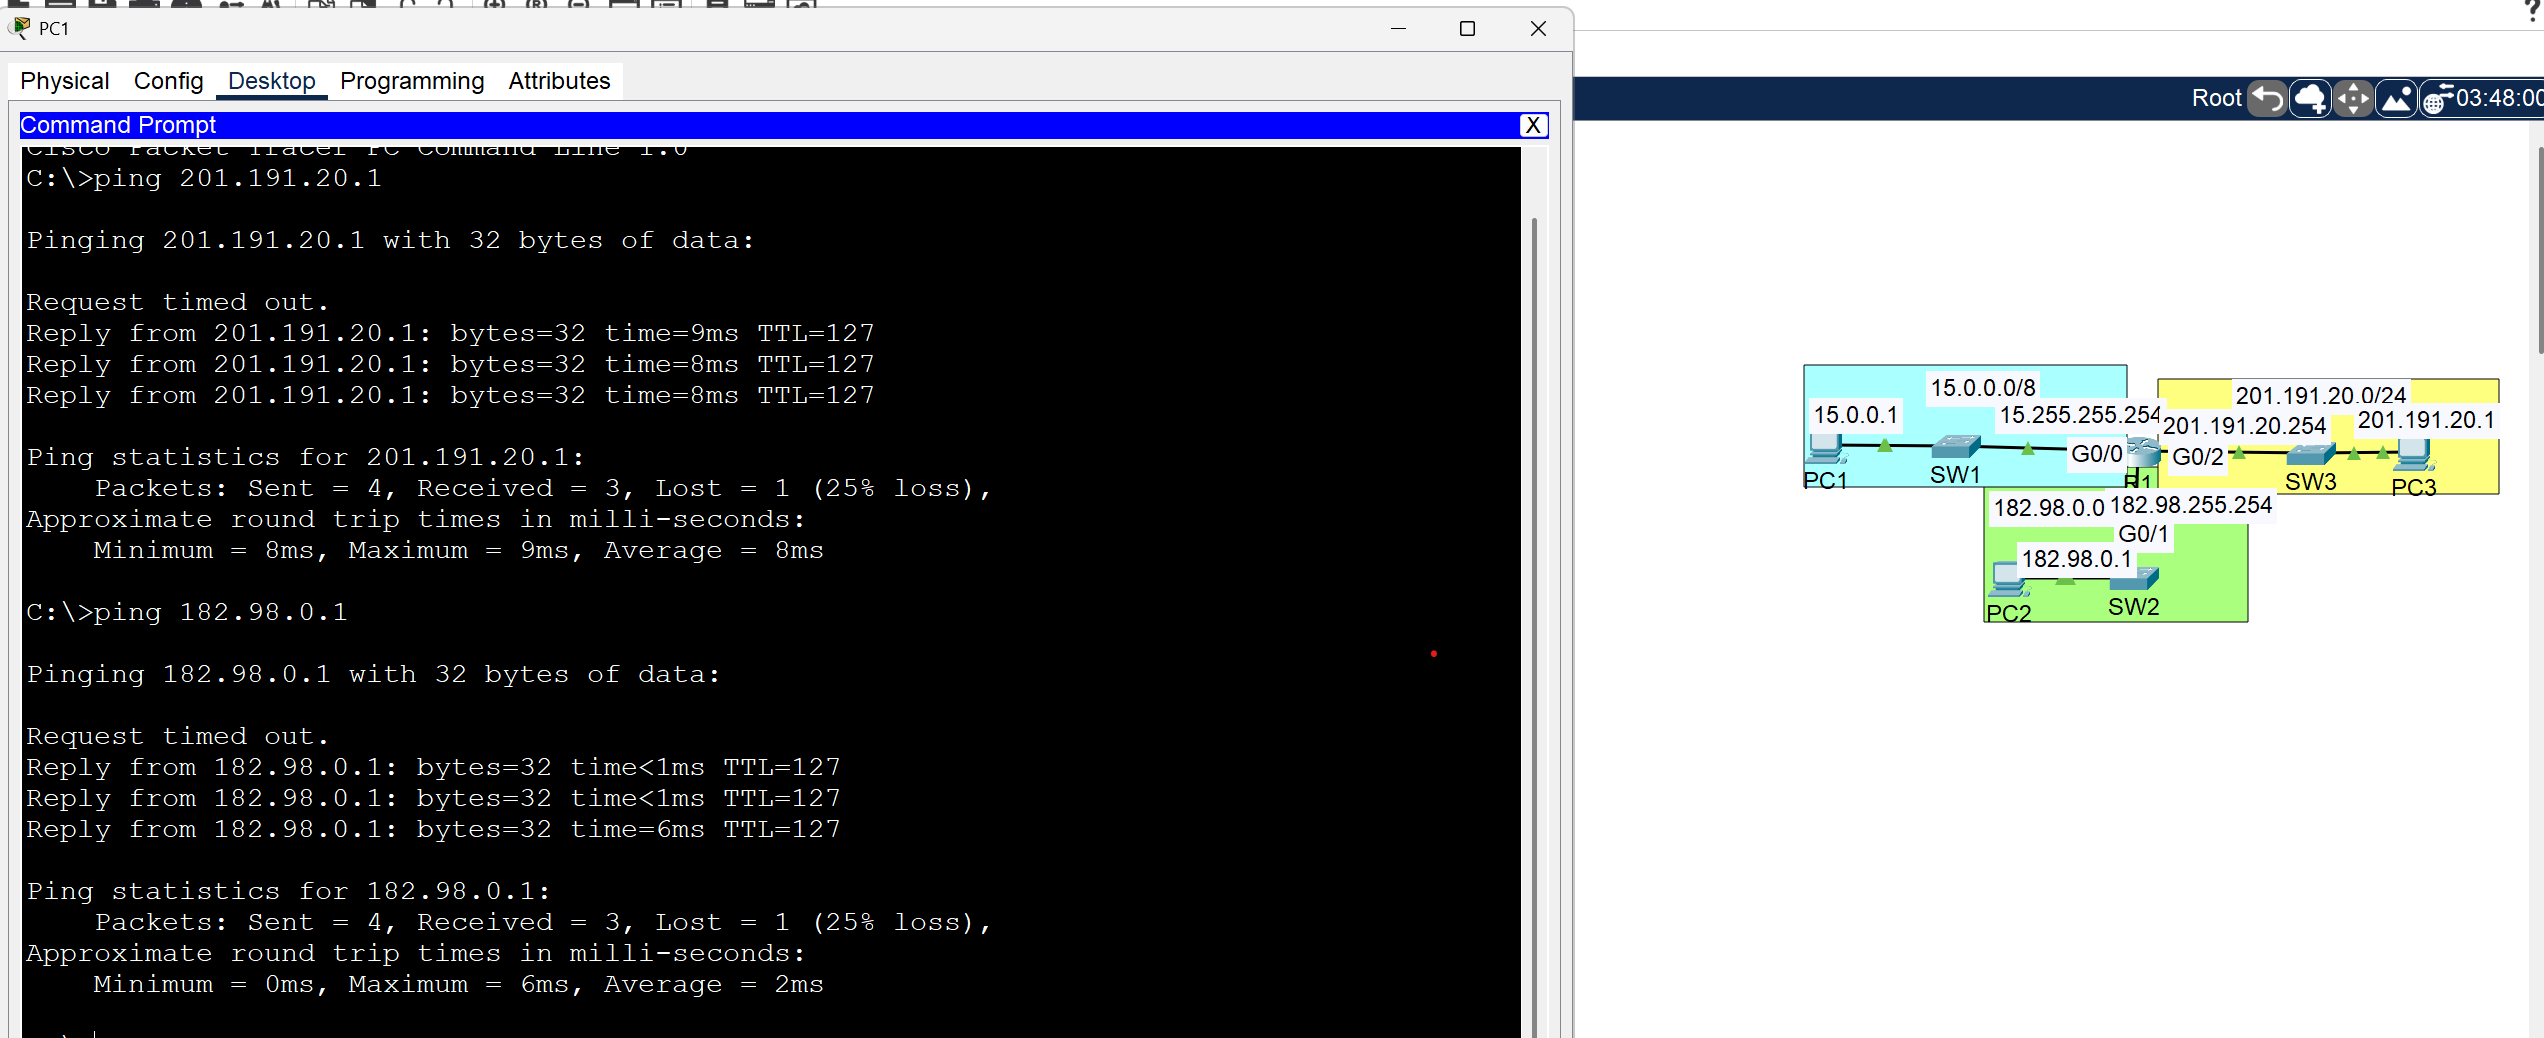 ?
PC1
Physical Config Desktop Programming Attributes
Root 03:48:00
Command Prompt X
Cisco Packet Tracer PC Command Line 1.0
C:\>ping 201.191.20.1
Pinging 201.191.20.1 with 32 bytes of data:
Request timed out.
Reply from 201.191.20.1: bytes=32 time=9ms TTL=127
Reply from 201.191.20.1: bytes=32 time=8ms TTL=127
Reply from 201.191.20.1: bytes=32 time=8ms TTL=127
Ping statistics for 201.191.20.1:
Packets: Sent = 4, Received = 3, Lost = 1 (25% loss),
Approximate round trip times in milli-seconds:
Minimum = 8ms, Maximum = 9ms, Average = 8ms
C:\>ping 182.98.0.1
Pinging 182.98.0.1 with 32 bytes of data:
Request timed out.
Reply from 182.98.0.1: bytes=32 time<1ms TTL=127
Reply from 182.98.0.1: bytes=32 time<1ms TTL=127
Reply from 182.98.0.1: bytes=32 time=6ms TTL=127
Ping statistics for 182.98.0.1:
Packets: Sent = 4, Received = 3, Lost = 1 (25% loss),
Approximate round trip times in milli-seconds:
Minimum = 0ms, Maximum = 6ms, Average = 2ms
15.0.0.0/8
15.0.0.1
15.255.255.254
G0/0
PC1
SW1
R1
201.191.20.0/24
201.191.20.254
201.191.20.1
G0/2
SW3
PC3
182.98.0.0
182.98.255.254
G0/1
182.98.0.1
PC2
SW2